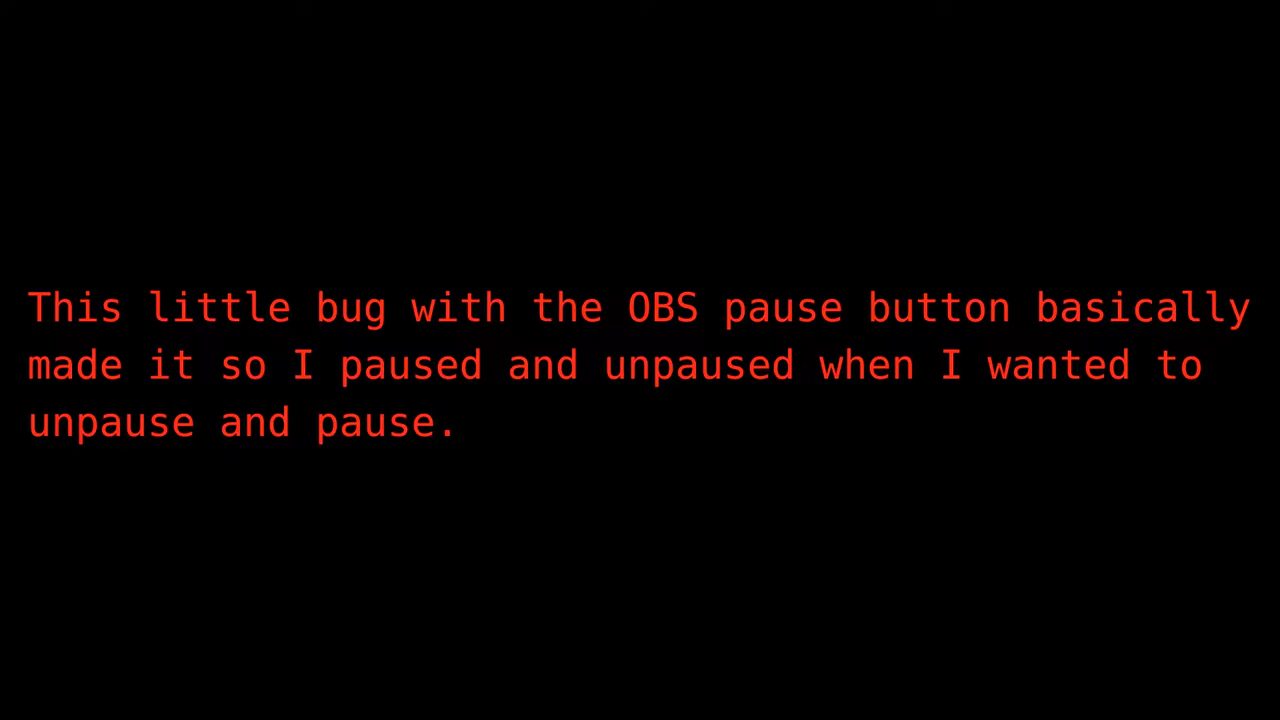 This little bug with the OBS pause button basically
made it so I paused and unpaused when I wanted to
unpause and pause.